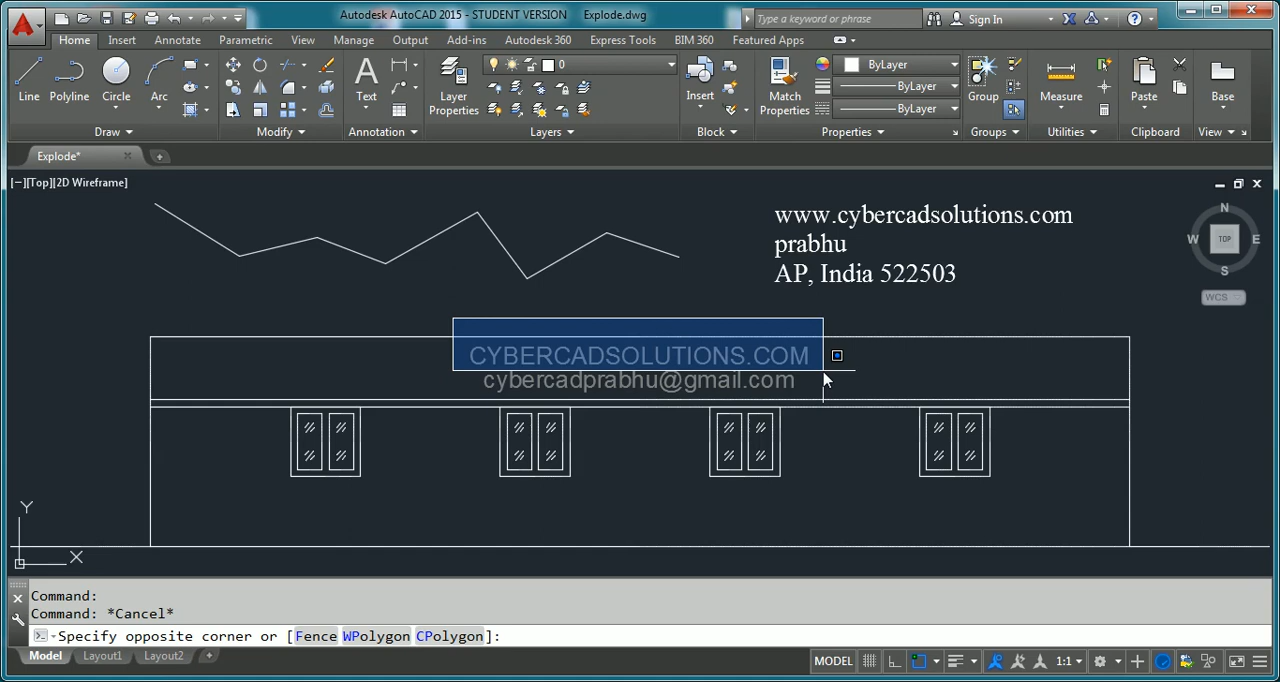 Autodesk AutoCAD 2015 - STUDENT VERSION Explode.dwg
Type a keyword or phrase
Sign In
Home Insert Annotate Parametric View Manage Output Add-ins Autodesk 360 Express Tools BIM 360 Featured Apps
Line Polyline Circle Arc
Text
Layer Properties
0
Insert
Match Properties
ByLayer
ByLayer
ByLayer
Group
Measure
Paste
Base
Draw Modify Annotation Layers Block Properties Groups Utilities Clipboard View
Explode*
[−][Top][2D Wireframe]
www.cybercadsolutions.com
prabhu
AP, India 522503
N
W TOP E
S
WCS
CYBERCADSOLUTIONS.COM
cybercadprabhu@gmail.com
Y
X
Command:
Command: *Cancel*
Specify opposite corner or [Fence WPolygon CPolygon]:
Model Layout1 Layout2
MODEL 1:1